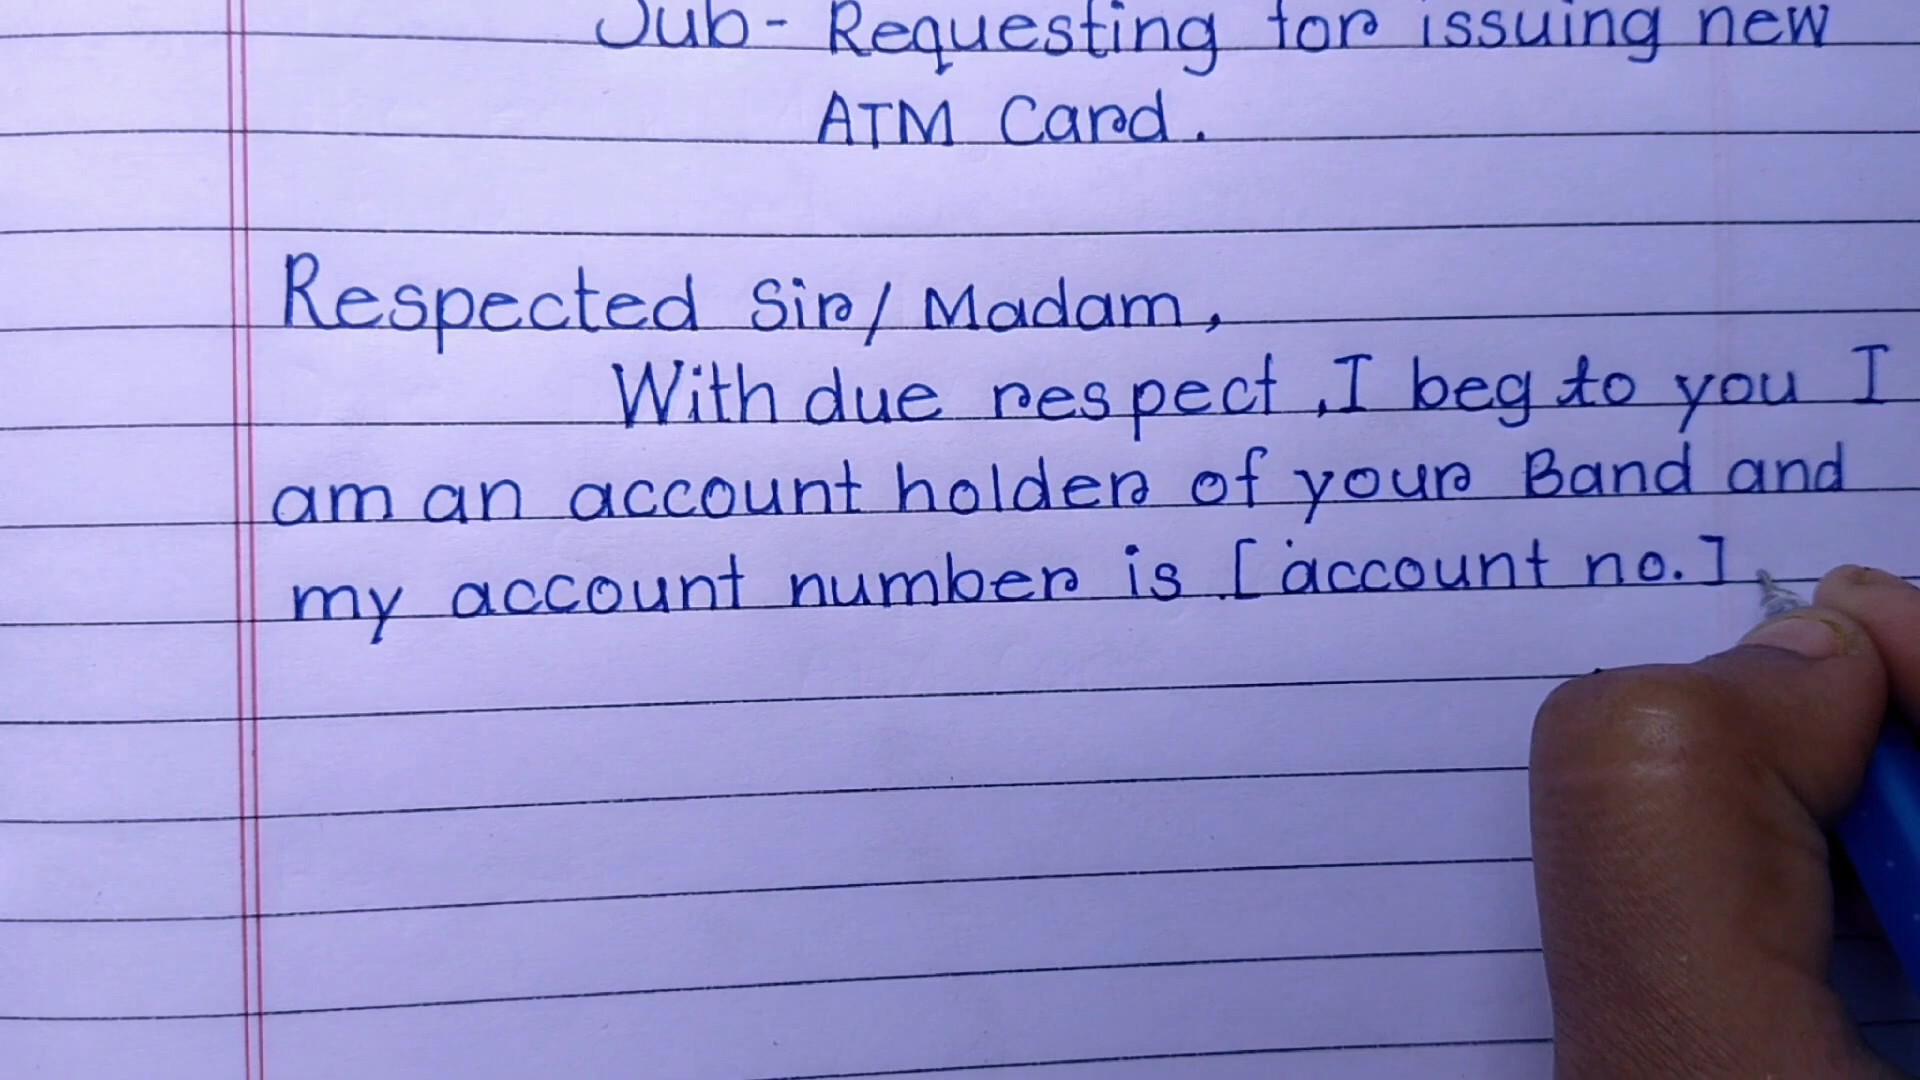 Sub- Requesting for issuing new
ATM Card.
Respected Sir/ Madam,
With due respect, I beg to you I
am an account holder of your Band and
my account number is [account no.]